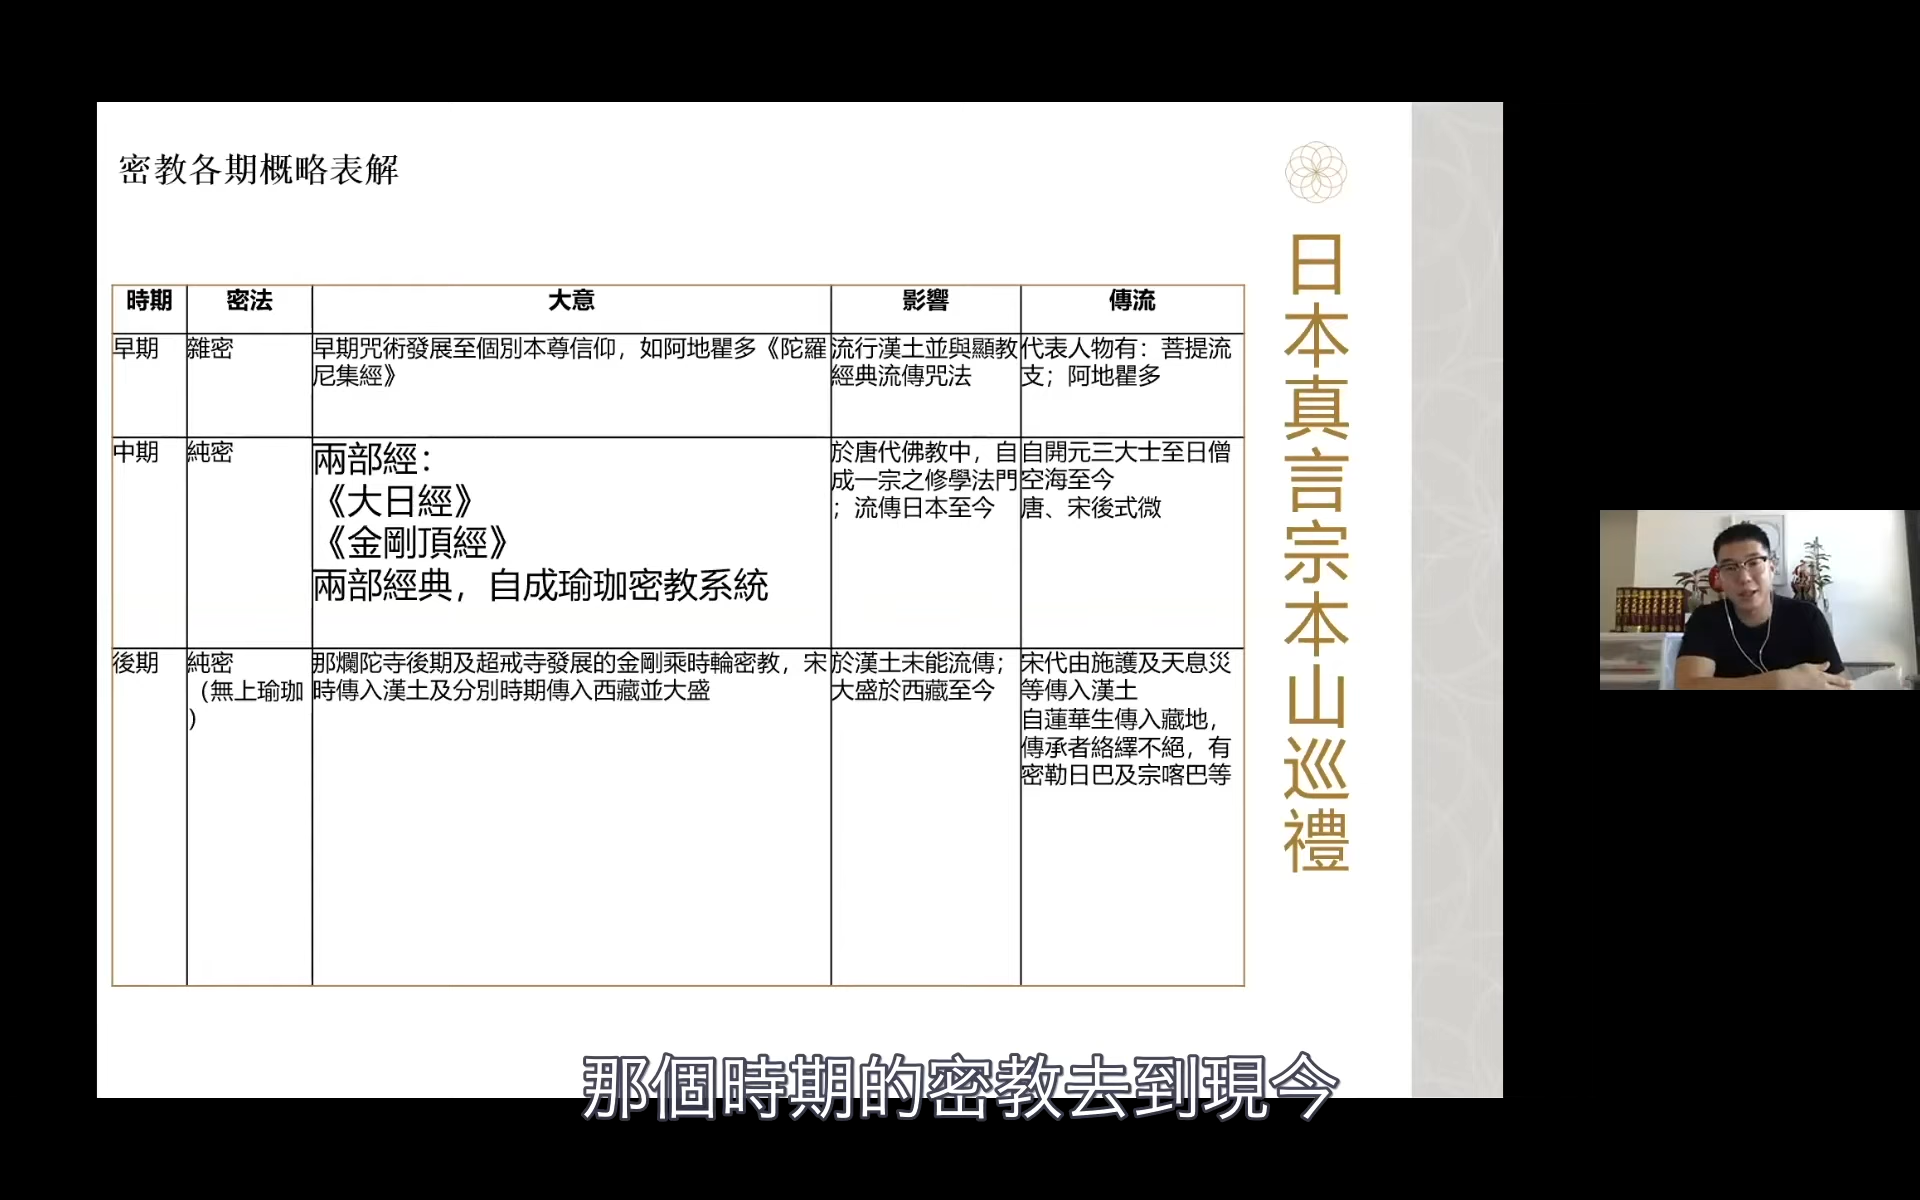 密教各期概略表解
時期 密法 大意 影響 傳流
早期
雜密
早期咒術發展至個別本尊信仰，如阿地瞿多《陀羅
尼集經》
流行漢土並與顯教
經典流傳咒法
代表人物有：菩提流
支；阿地瞿多
中期
純密
兩部經：
《大日經》
《金剛頂經》
兩部經典，自成瑜珈密教系統
於唐代佛教中，自
成一宗之修學法門
；流傳日本至今
自開元三大士至日僧
空海至今
唐、宋後式微
後期
純密
（無上瑜珈
）
那爛陀寺後期及超戒寺發展的金剛乘時輪密教，宋
時傳入漢土及分別時期傳入西藏並大盛
於漢土未能流傳；
大盛於西藏至今
宋代由施護及天息災
等傳入漢土
自蓮華生傳入藏地，
傳承者絡繹不絕，有
密勒日巴及宗喀巴等
日本真言宗本山巡禮
那個時期的密教去到現今